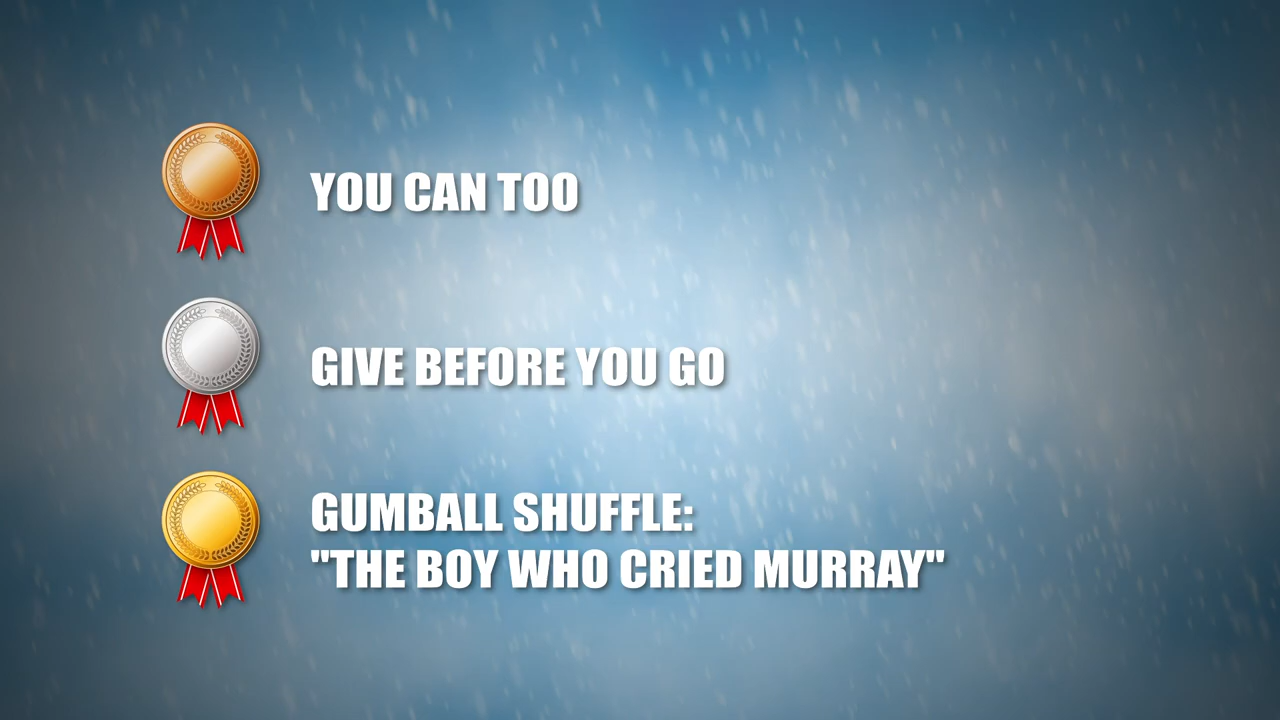 YOU CAN TOO
GIVE BEFORE YOU GO
GUMBALL SHUFFLE:
"THE BOY WHO CRIED MURRAY"